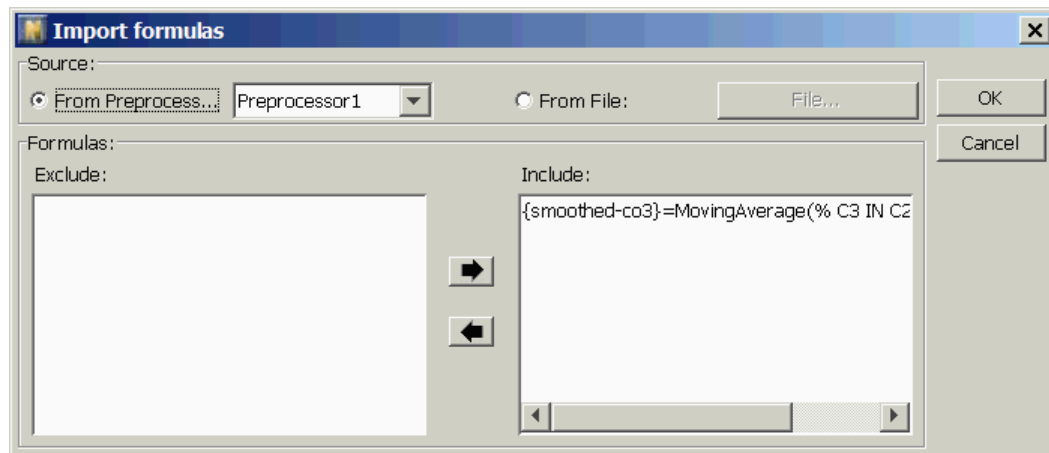 Import formulas
Source:
From Preprocess... Preprocessor1 From File: File... OK
Formulas: Cancel
Exclude: Include:
{smoothed-co3}=MovingAverage(% C3 IN C2